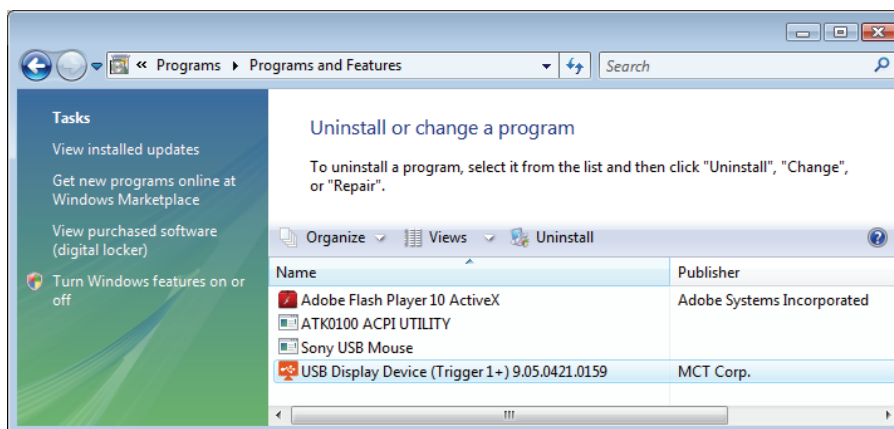 « Programs ▸ Programs and Features
Search
Tasks
View installed updates
Get new programs online at
Windows Marketplace
View purchased software
(digital locker)
Turn Windows features on or
off
Uninstall or change a program
To uninstall a program, select it from the list and then click "Uninstall", "Change",
or "Repair".
Organize Views Uninstall
Name Publisher
Adobe Flash Player 10 ActiveX Adobe Systems Incorporated
ATK0100 ACPI UTILITY
Sony USB Mouse
USB Display Device (Trigger 1+) 9.05.0421.0159 MCT Corp.